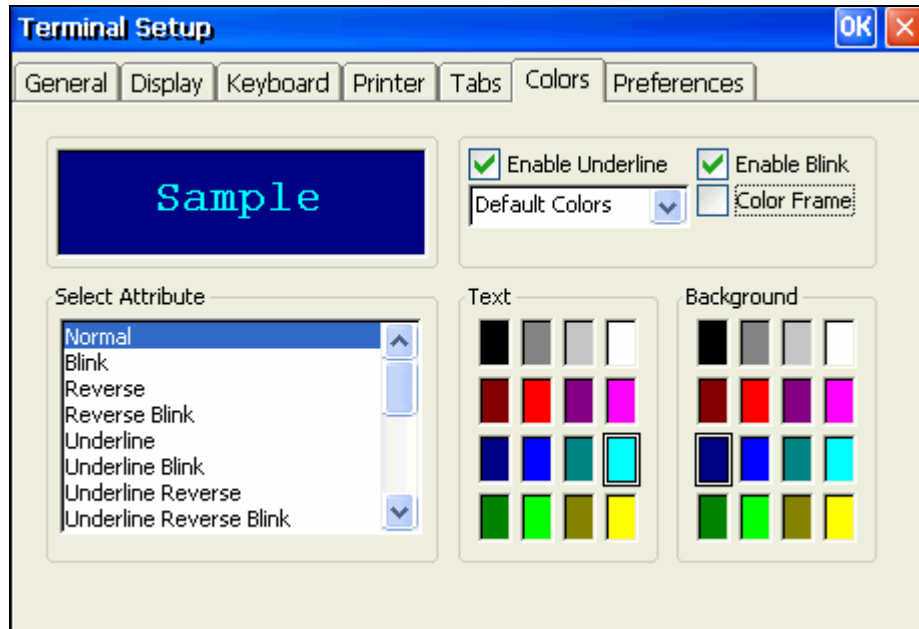 Terminal Setup OK
General Display Keyboard Printer Tabs Colors Preferences
Sample
Enable Underline Enable Blink
Default Colors Color Frame
Select Attribute
Normal
Blink
Reverse
Reverse Blink
Underline
Underline Blink
Underline Reverse
Underline Reverse Blink
Text
Background